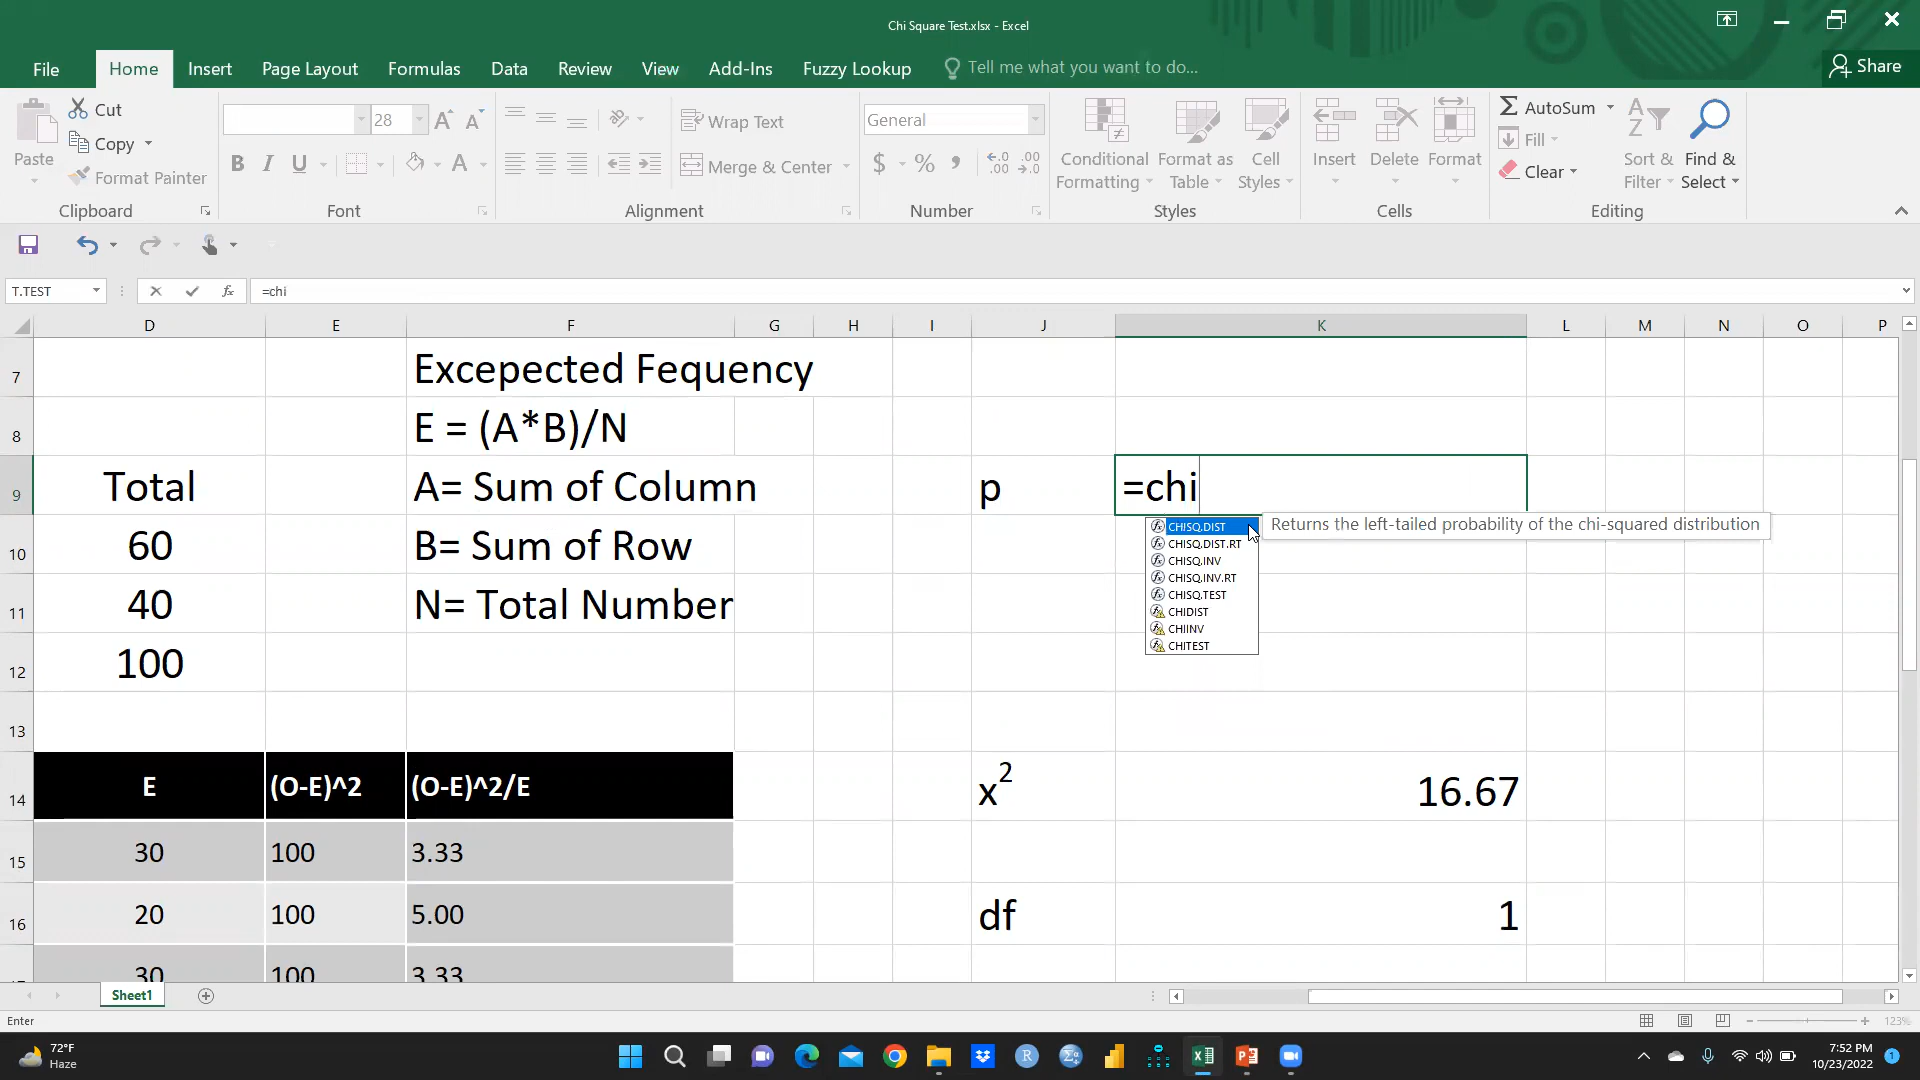 Chi Square Test.xlsx - Excel
File Home Insert Page Layout Formulas Data Review View Add-Ins Fuzzy Lookup Tell me what you want to do... Share
Paste Cut Copy Format Painter Clipboard
28 B I U A Font
Wrap Text Merge & Center Alignment
General $ % Number
Conditional Formatting Format as Table Cell Styles Styles
Insert Delete Format Cells
AutoSum Fill Clear Sort & Filter Find & Select Editing
T.TEST =chi
D E F G H I J K L M N O P
7 Excepected Fequency
8 E = (A*B)/N
9 Total A= Sum of Column p =chi
CHISQ.DIST Returns the left-tailed probability of the chi-squared distribution
CHISQ.DIST.RT
CHISQ.INV
CHISQ.INV.RT
CHISQ.TEST
CHIDIST
CHIINV
CHITEST
10 60 B= Sum of Row
11 40 N= Total Number
12 100
13
14 E (O-E)^2 (O-E)^2/E x2 16.67
15 30 100 3.33
16 20 100 5.00 df 1
30 100 3.33
Sheet1
Enter 123%
72°F
Haze
7:52 PM
10/23/2022
1